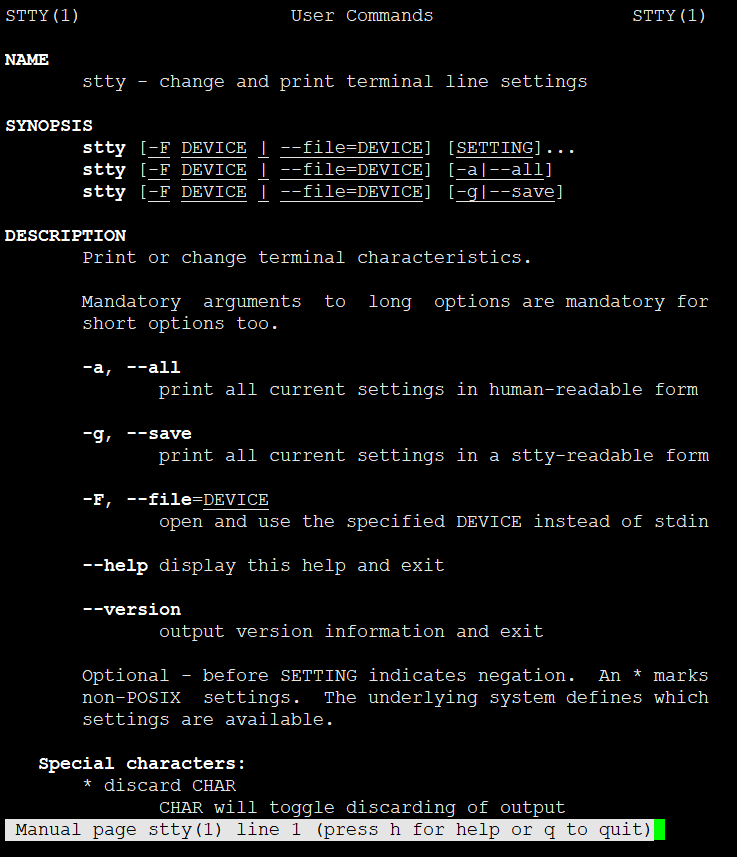 STTY(1) User Commands STTY(1)
NAME
stty - change and print terminal line settings
SYNOPSIS
stty [-F DEVICE | --file=DEVICE] [SETTING]...
stty [-F DEVICE | --file=DEVICE] [-a|--all]
stty [-F DEVICE | --file=DEVICE] [-g|--save]
DESCRIPTION
Print or change terminal characteristics.
Mandatory arguments to long options are mandatory for
short options too.
-a, --all
print all current settings in human-readable form
-g, --save
print all current settings in a stty-readable form
-F, --file=DEVICE
open and use the specified DEVICE instead of stdin
--help display this help and exit
--version
output version information and exit
Optional - before SETTING indicates negation. An * marks
non-POSIX settings. The underlying system defines which
settings are available.
Special characters:
* discard CHAR
CHAR will toggle discarding of output
Manual page stty(1) line 1 (press h for help or q to quit)